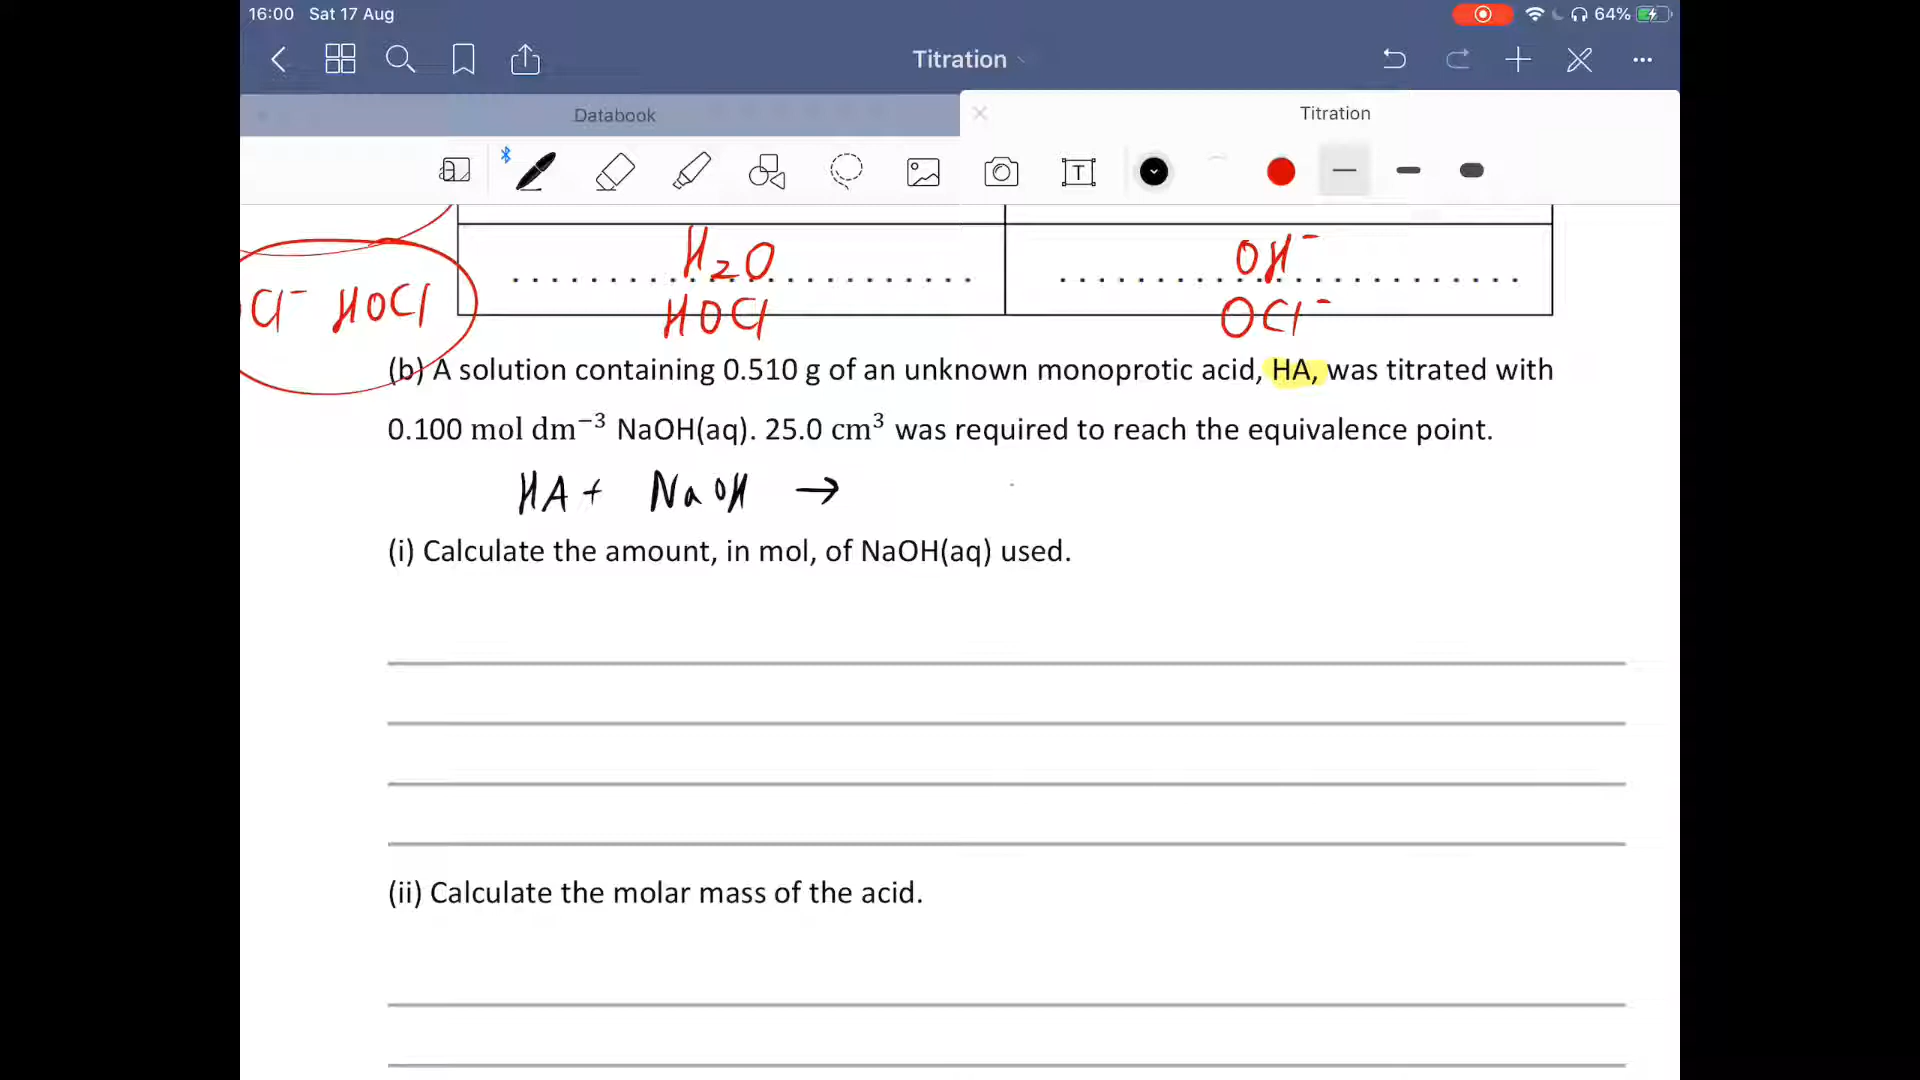 16:00 Sat 17 Aug
64%
Titration
Databook
Titration
T
H₂O OH⁻
Cl⁻ HOCl
HOCl OCl⁻
(b) A solution containing 0.510 g of an unknown monoprotic acid, HA, was titrated with
0.100 mol dm⁻³ NaOH(aq). 25.0 cm³ was required to reach the equivalence point.
HA + NaOH →
(i) Calculate the amount, in mol, of NaOH(aq) used.
(ii) Calculate the molar mass of the acid.